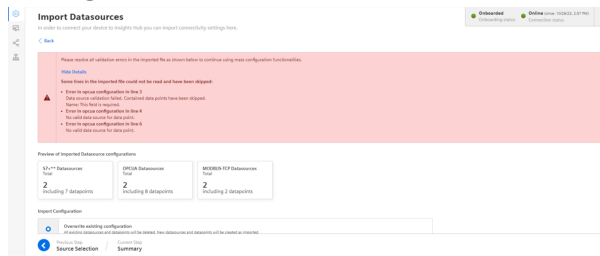 Import Datasources
In order to connect your device to Insights Hub you can import connectivity settings here.
Onboarded
Onboarding status
Online (since: 10/26/22, 2:07 PM)
Connection status
< Back
Please resolve all validation errors in the imported file as shown below to continue using mass configuration functionalities.
Hide Details
Some lines in the imported file could not be read and have been skipped:
• Error in opcua configuration in line 3
Data source validation failed. Contained data points have been skipped.
Name: This field is required.
• Error in opcua configuration in line 4
No valid data source for data point.
• Error in opcua configuration in line 6
No valid data source for data point.
Preview of Imported Datasource configurations
S7+** Datasources
Total
2
including 7 datapoints
OPCUA Datasources
Total
2
including 8 datapoints
MODBUS-TCP Datasources
Total
2
including 2 datapoints
Import Configuration
Overwrite existing configuration
All existing datasources and datapoints will be deleted. New datasources and datapoints will be created as imported.
Previous Step
Source Selection
Current Step
Summary